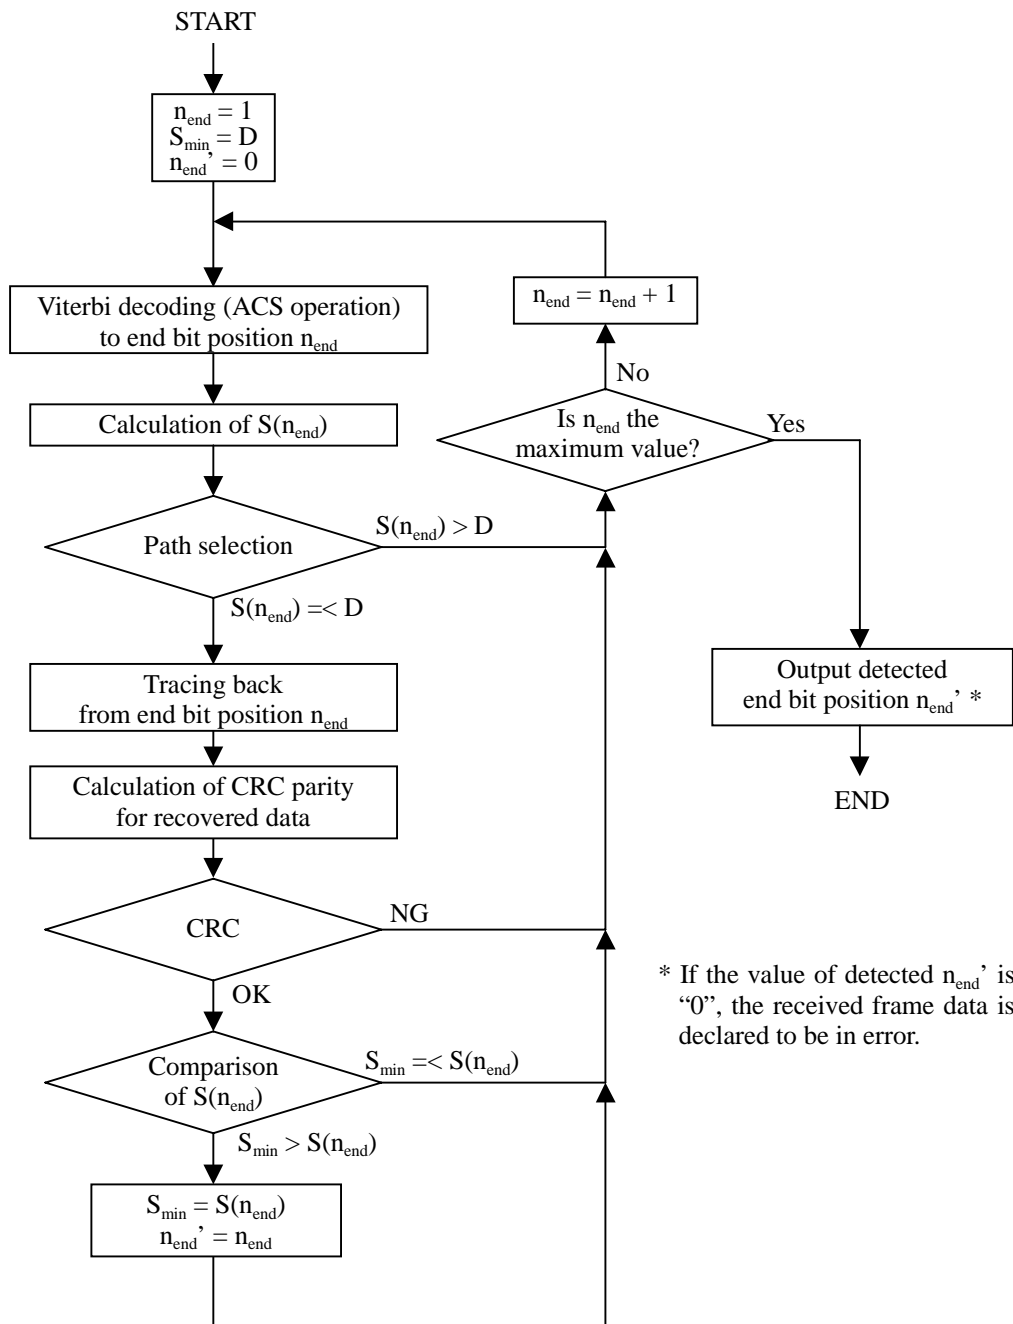 START
n_end = 1
S_min = D
n_end’ = 0
Viterbi decoding (ACS operation)
to end bit position n_end
n_end = n_end + 1
No
Calculation of S(n_end)
Is n_end the
maximum value?
Yes
Path selection
S(n_end) > D
S(n_end) =< D
Tracing back
from end bit position n_end
Output detected
end bit position n_end’ *
Calculation of CRC parity
for recovered data
END
CRC
NG
OK
* If the value of detected n_end’ is
“0”, the received frame data is
declared to be in error.
Comparison
of S(n_end)
S_min =< S(n_end)
S_min > S(n_end)
S_min = S(n_end)
n_end’ = n_end